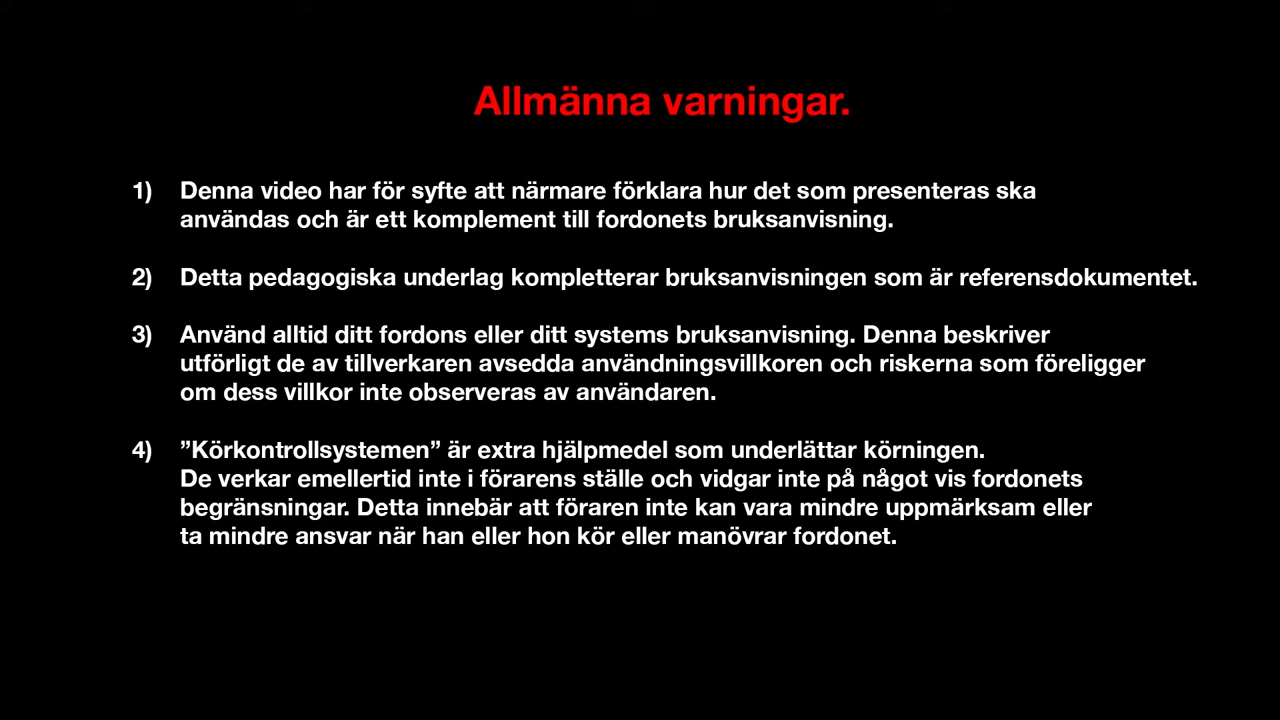 Allmänna varningar.
1) Denna video har för syfte att närmare förklara hur det som presenteras ska
användas och är ett komplement till fordonets bruksanvisning.
2) Detta pedagogiska underlag kompletterar bruksanvisningen som är referensdokumentet.
3) Använd alltid ditt fordons eller ditt systems bruksanvisning. Denna beskriver
utförligt de av tillverkaren avsedda användningsvillkoren och riskerna som föreligger
om dess villkor inte observeras av användaren.
4) ”Körkontrollsystemen” är extra hjälpmedel som underlättar körningen.
De verkar emellertid inte i förarens ställe och vidgar inte på något vis fordonets
begränsningar. Detta innebär att föraren inte kan vara mindre uppmärksam eller
ta mindre ansvar när han eller hon kör eller manövrar fordonet.